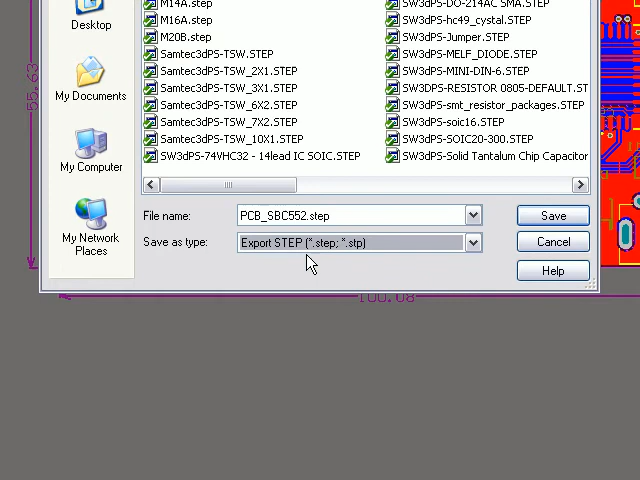 M14A.step
SW3dPS-DO-214AC SMA.STEP
Desktop
M16A.step
SW3dPS-hc49_cystal.STEP
M20B.step
SW3dPS-Jumper.STEP
Samtec3dPS-TSW.STEP
SW3dPS-MELF_DIODE.STEP
55.63
My Documents
Samtec3dPS-TSW_2X1.STEP
SW3dPS-MINI-DIN-6.STEP
Samtec3dPS-TSW_3X1.STEP
SW3DPS-RESISTOR 0805-DEFAULT.ST
Samtec3dPS-TSW_6X2.STEP
SW3dPS-smt_resistor_packages.STEP
Samtec3dPS-TSW_7X2.STEP
SW3dPS-soic16.STEP
Samtec3dPS-TSW_10X1.STEP
SW3dPS-SOIC20-300.STEP
My Computer
SW3dPS-74VHC32 - 14lead IC SOIC.STEP
SW3dPS-Solid Tantalum Chip Capacitor
File name:
PCB_SBC552.step
Save
My Network
Places
Save as type:
Export STEP (*.step; *.stp)
Cancel
Help
100.08